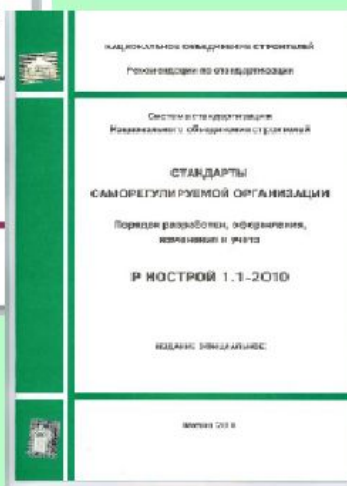 НАЦИОНАЛЬНОЕ ОБЪЕДИНЕНИЕ СТРОИТЕЛЕЙ
Рекомендации по стандартизации
Система стандартизации
Национального объединения строителей
СТАНДАРТЫ
САМОРЕГУЛИРУЕМОЙ ОРГАНИЗАЦИИ
Порядок разработки, оформления,
изменения и учета
Р НОСТРОЙ 1.1-2010
ИЗДАНИЕ ОФИЦИАЛЬНОЕ
Москва